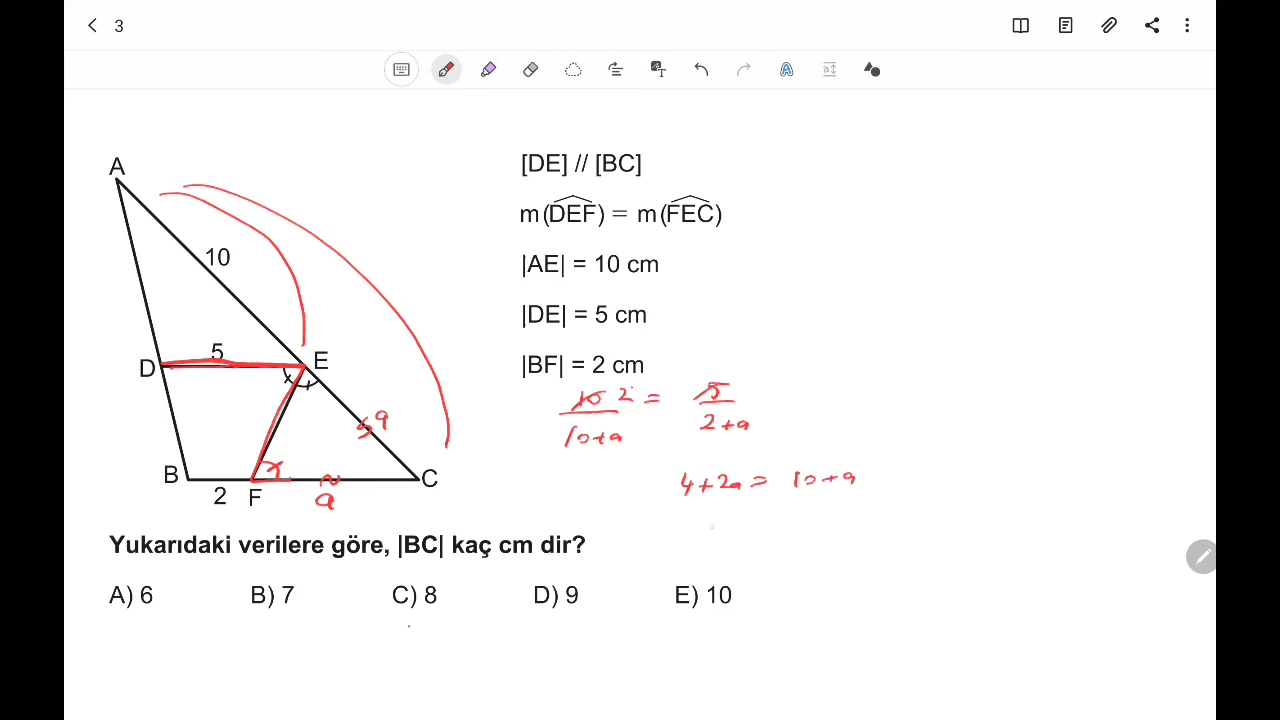 3
A
10
5
D
E
a
B
2
F
x
a
C
[DE] // [BC]
m(DEF) = m(FEC)
|AE| = 10 cm
|DE| = 5 cm
|BF| = 2 cm
10 2 = 5
10+a 2+a
4+2a = 10+a
Yukarıdaki verilere göre, |BC| kaç cm dir?
A) 6 B) 7 C) 8 D) 9 E) 10